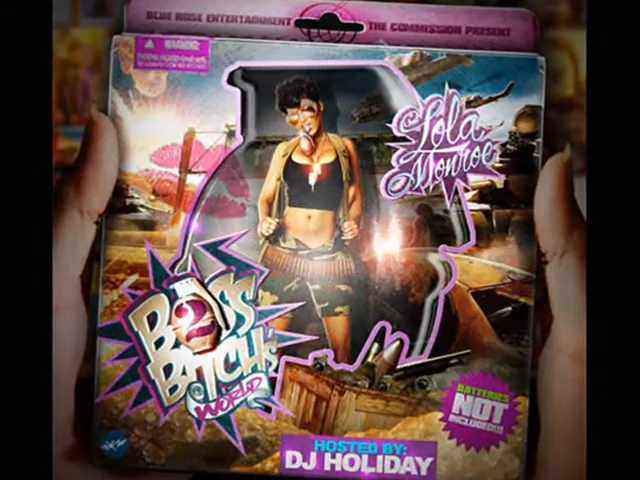 BLUE ROSE ENTERTAINMENT THE COMMISSION PRESENT
WARNING:
Lola
Monroe
BOSS
2
BITCH's
WORLD
BATTERIES
NOT
INCLUDED!!
HOSTED BY:
DJ HOLIDAY